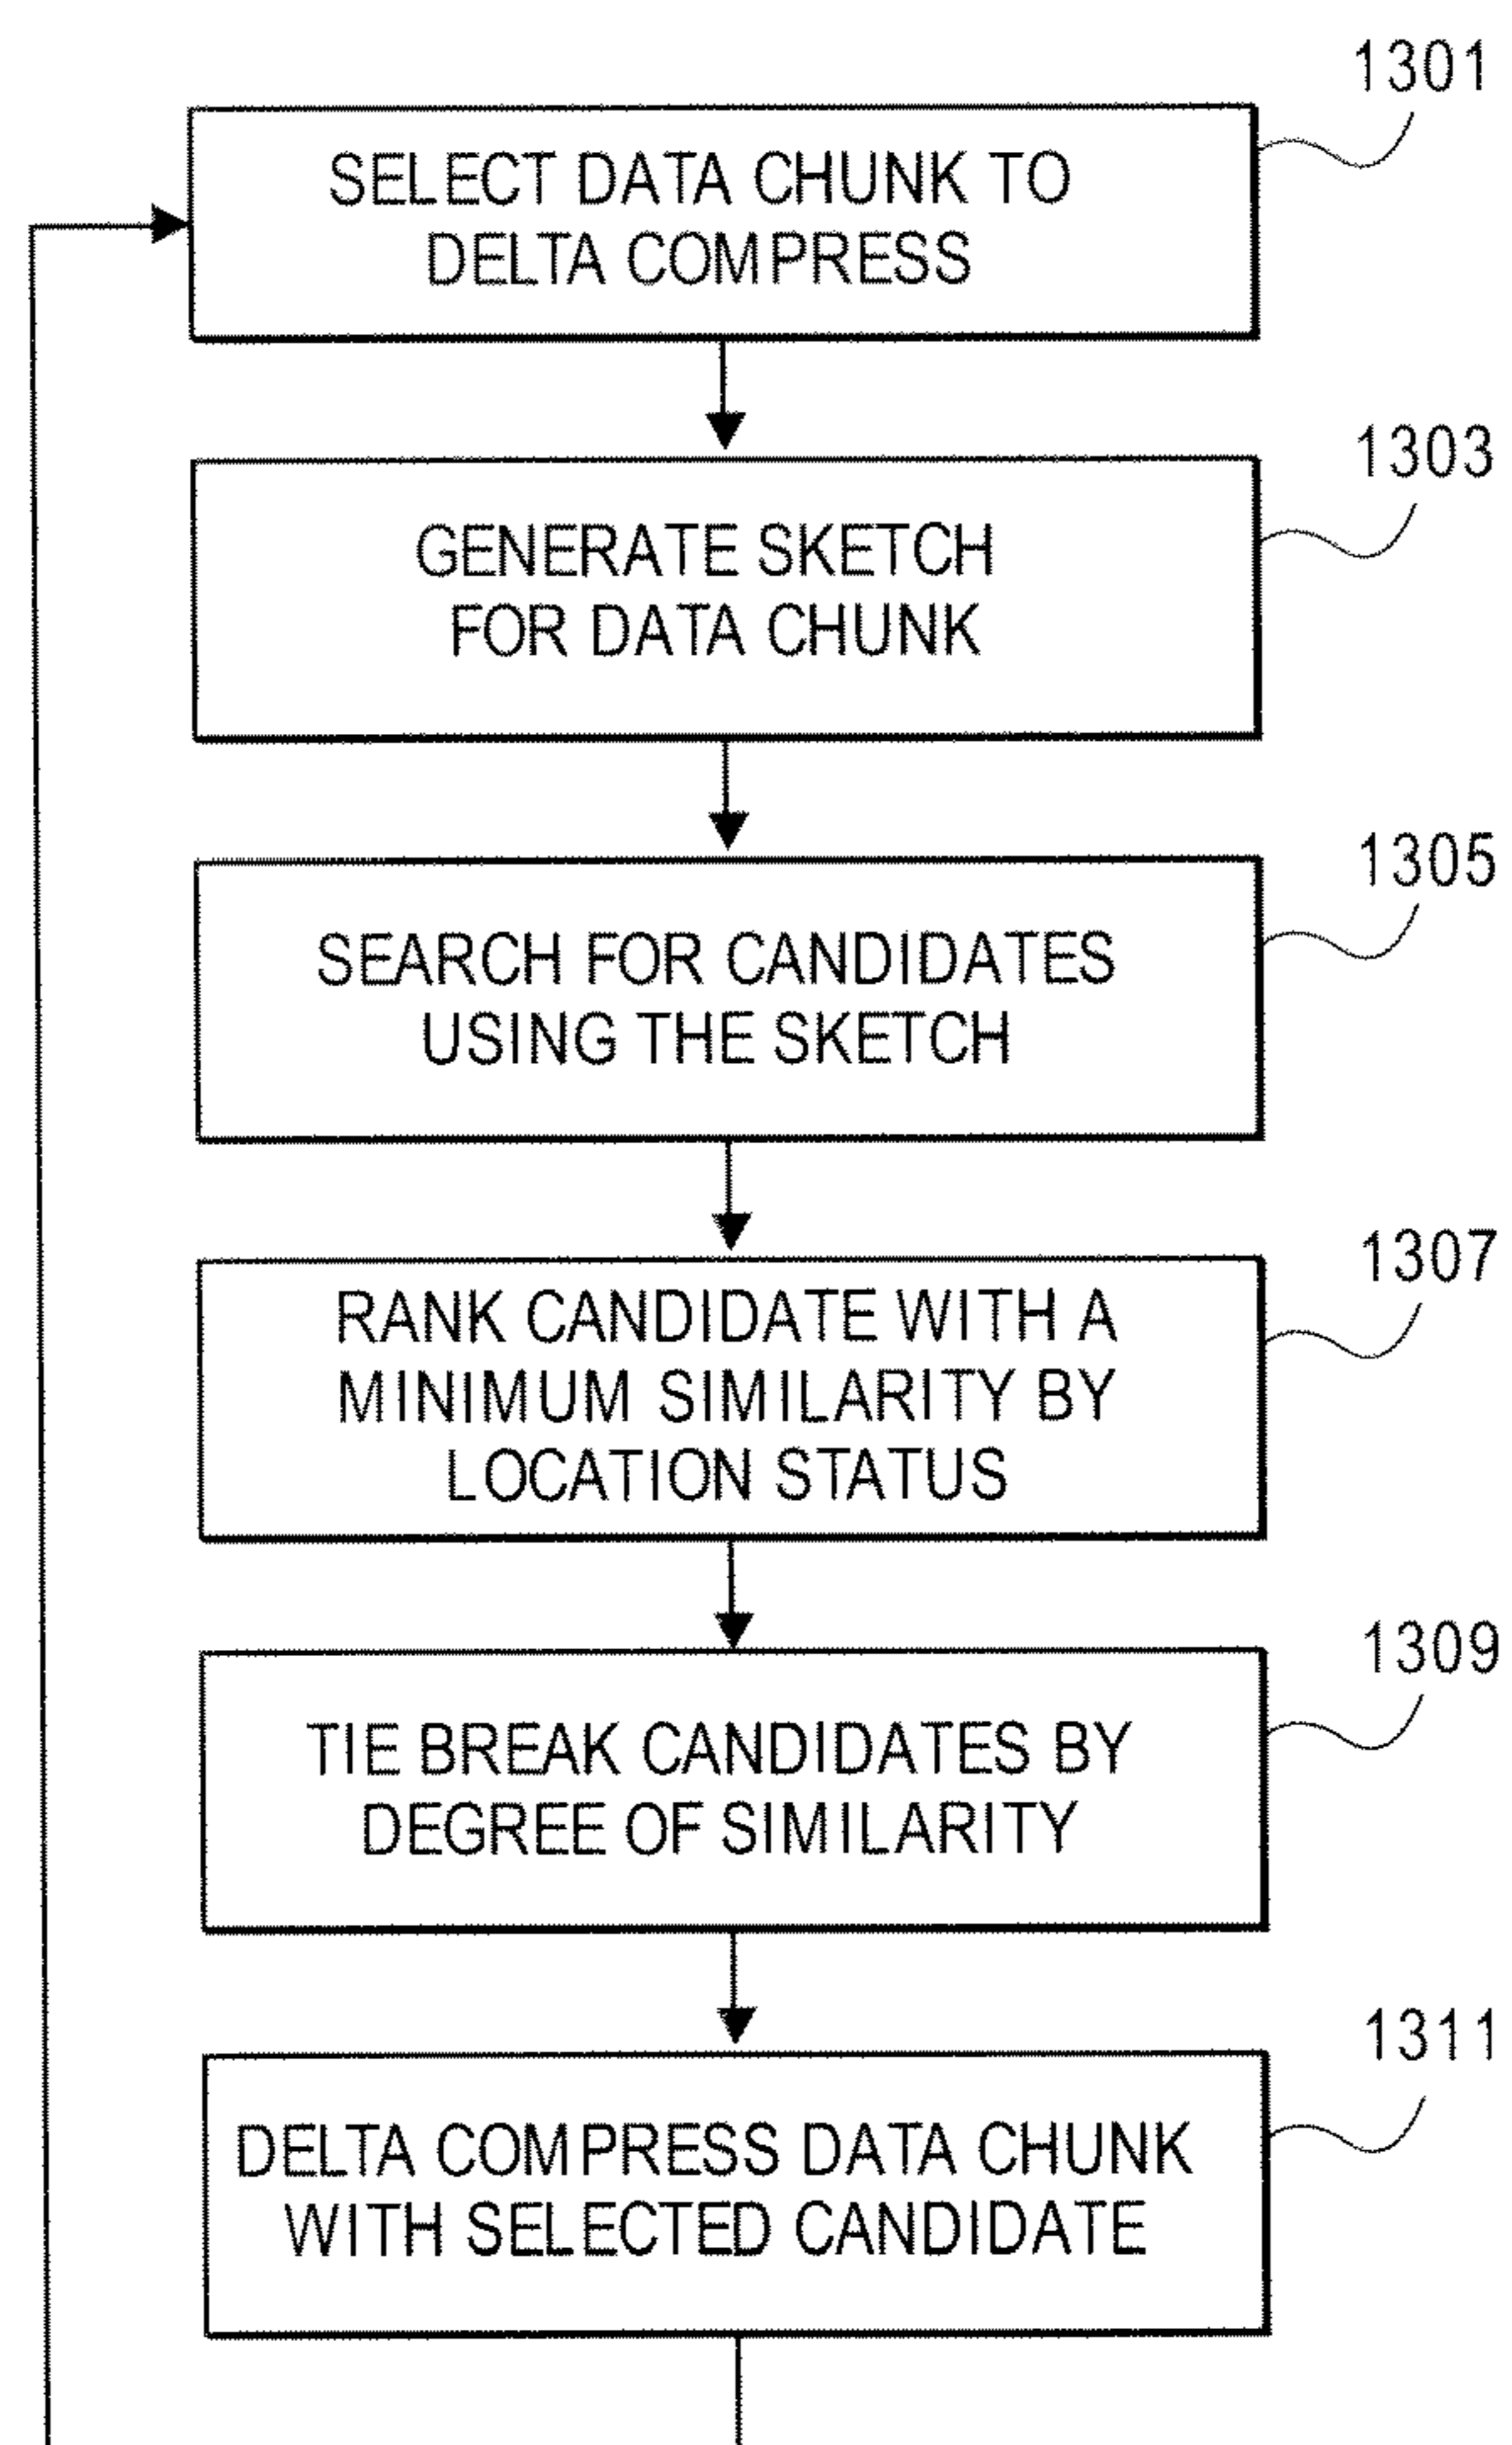 1301
SELECT DATA CHUNK TO
DELTA COMPRESS
1303
GENERATE SKETCH
FOR DATA CHUNK
1305
SEARCH FOR CANDIDATES
USING THE SKETCH
1307
RANK CANDIDATE WITH A
MINIMUM SIMILARITY BY
LOCATION STATUS
1309
TIE BREAK CANDIDATES BY
DEGREE OF SIMILARITY
1311
DELTA COMPRESS DATA CHUNK
WITH SELECTED CANDIDATE